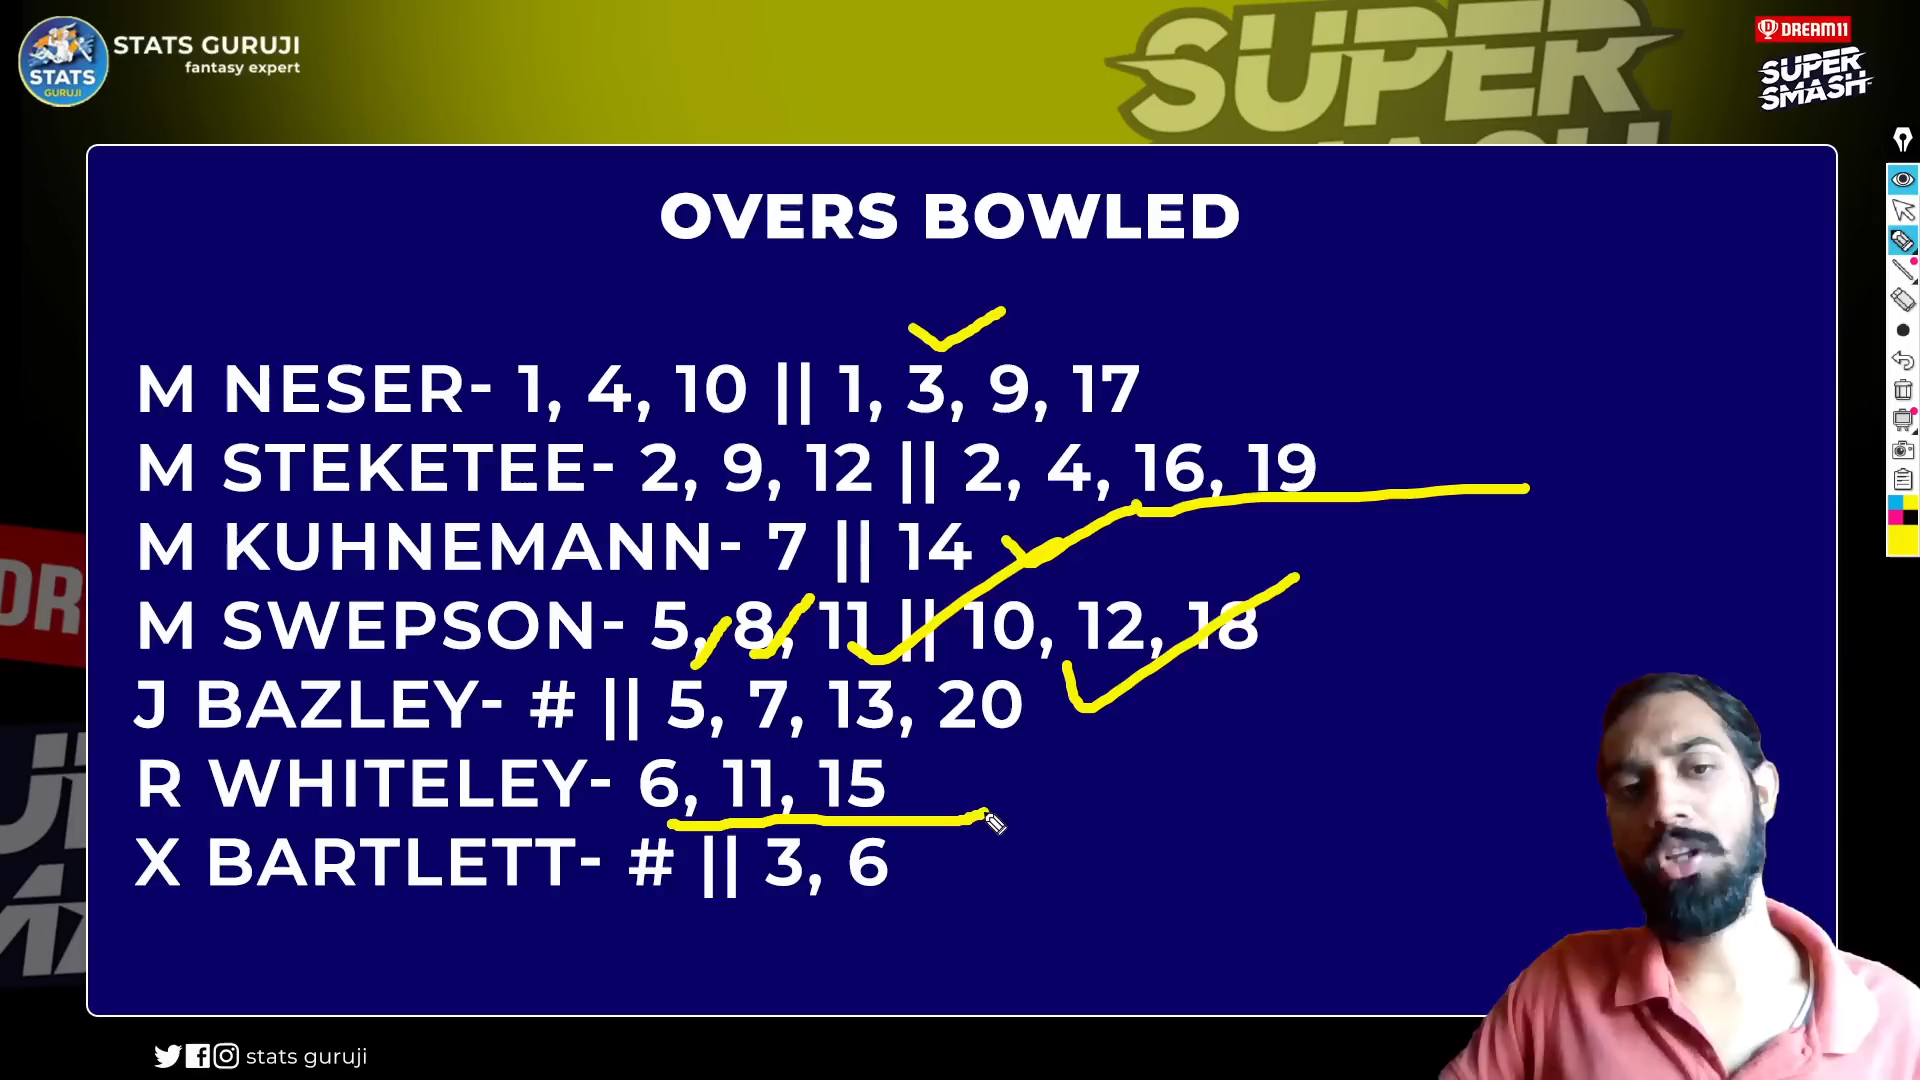 STATS GURUJI
fantasy expert
STATS
GURUJI
SUPER
DREAM11
SUPER
SMASH
OVERS BOWLED
M NESER- 1, 4, 10 || 1, 3, 9, 17
M STEKETEE- 2, 9, 12 || 2, 4, 16, 19
M KUHNEMANN- 7 || 14
M SWEPSON- 5, 8, 11 || 10, 12, 18
J BAZLEY- # || 5, 7, 13, 20
R WHITELEY- 6, 11, 15
X BARTLETT- # || 3, 6
stats guruji